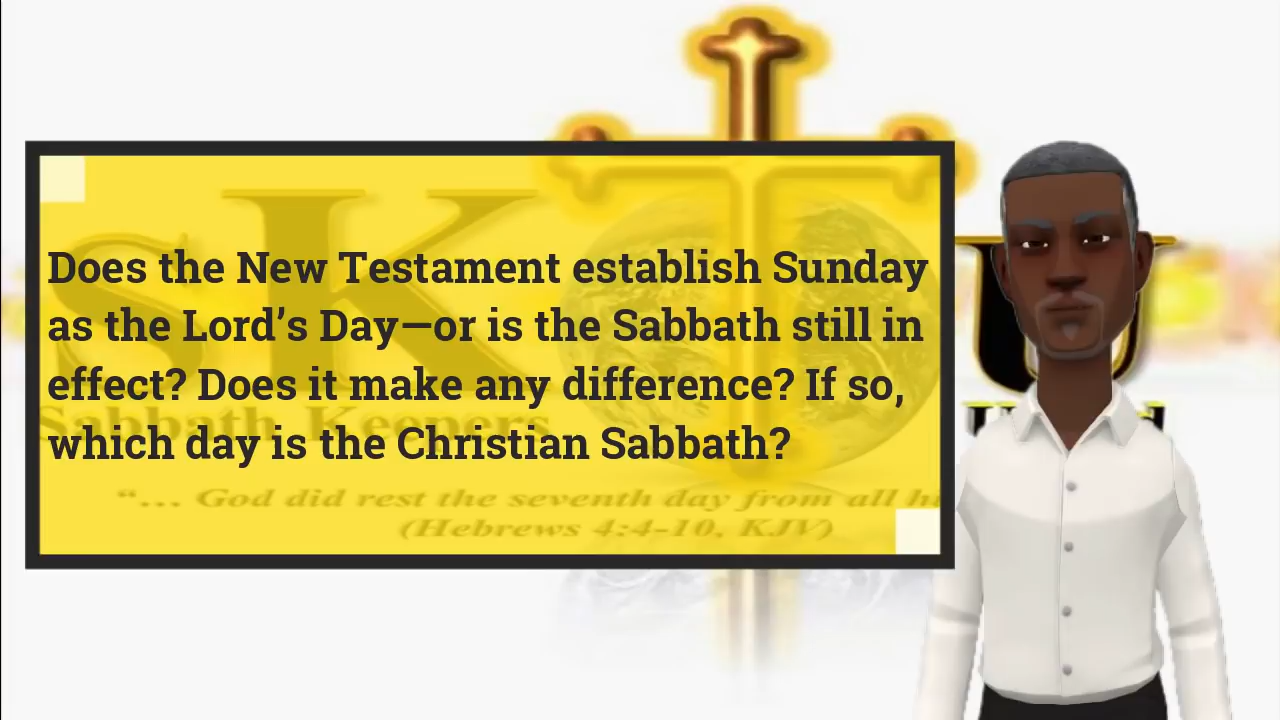 Does the New Testament establish Sunday
as the Lord’s Day—or is the Sabbath still in
effect? Does it make any difference? If so,
which day is the Christian Sabbath?
sK
Sabbath Keepers
“… God did rest the seventh day from all
(Hebrews 4:4-10, KJV)
U